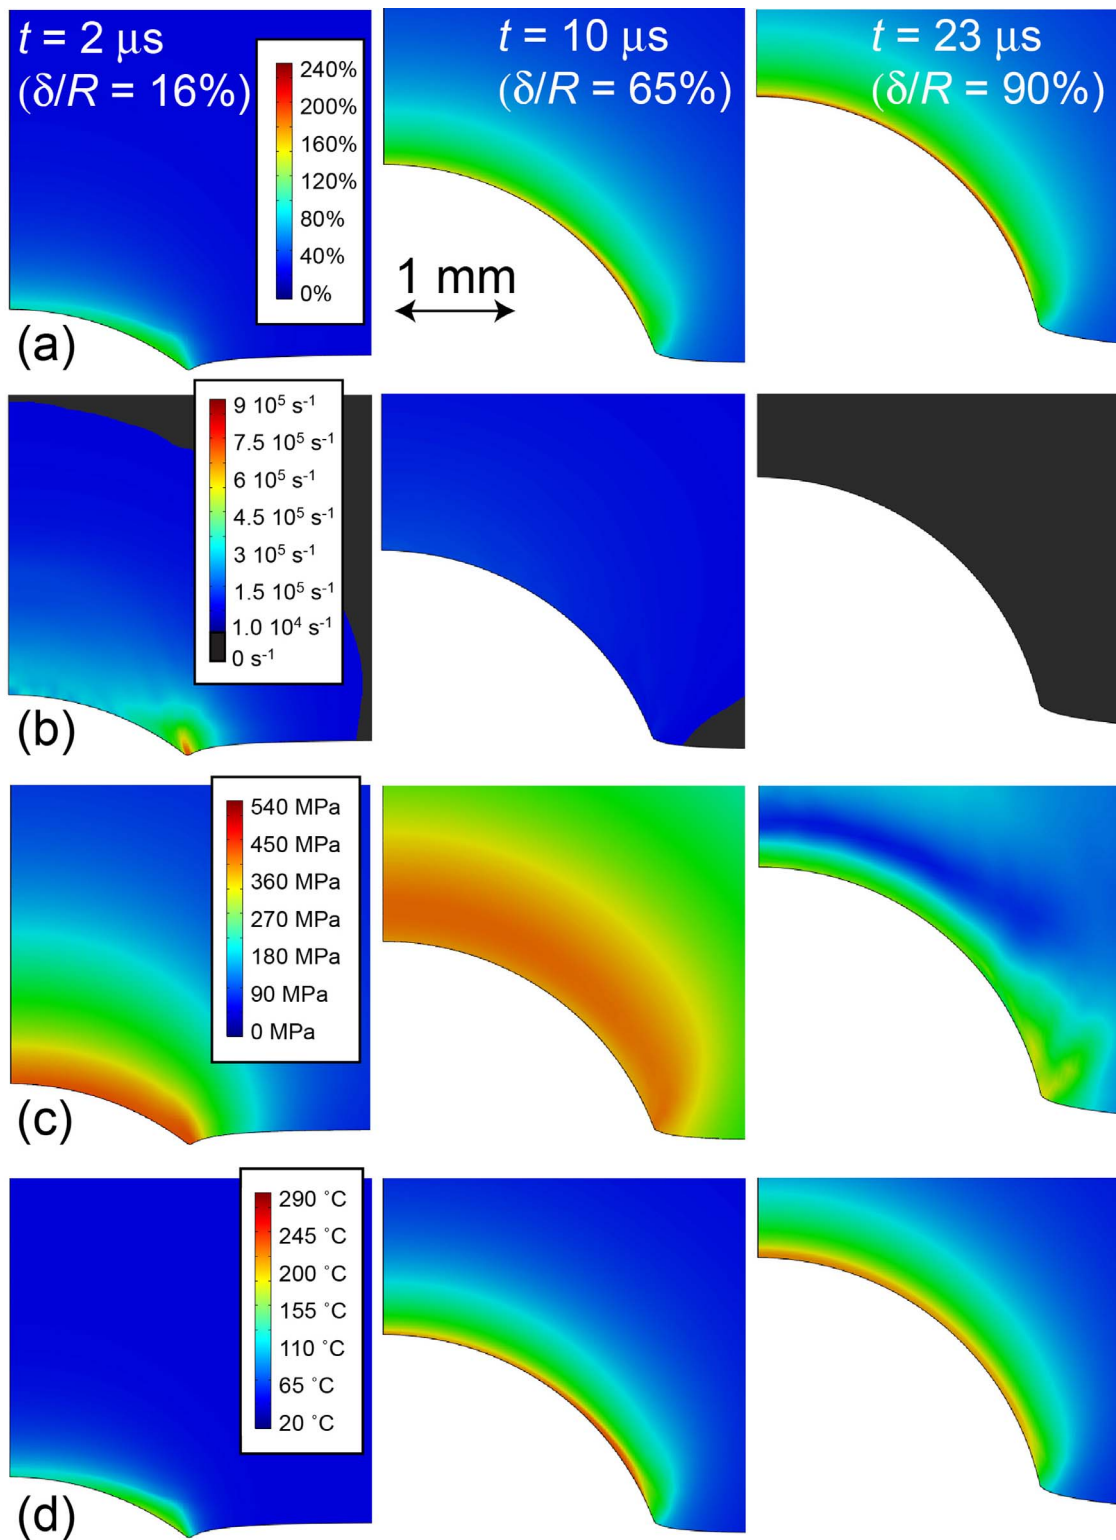 t = 2 μs
(δ/R = 16%)
t = 10 μs
(δ/R = 65%)
t = 23 μs
(δ/R = 90%)
240%
200%
160%
120%
80%
40%
0%
1 mm
(a)
9 10⁵ s⁻¹
7.5 10⁵ s⁻¹
6 10⁵ s⁻¹
4.5 10⁵ s⁻¹
3 10⁵ s⁻¹
1.5 10⁵ s⁻¹
1.0 10⁴ s⁻¹
0 s⁻¹
(b)
540 MPa
450 MPa
360 MPa
270 MPa
180 MPa
90 MPa
0 MPa
(c)
290 °C
245 °C
200 °C
155 °C
110 °C
65 °C
20 °C
(d)